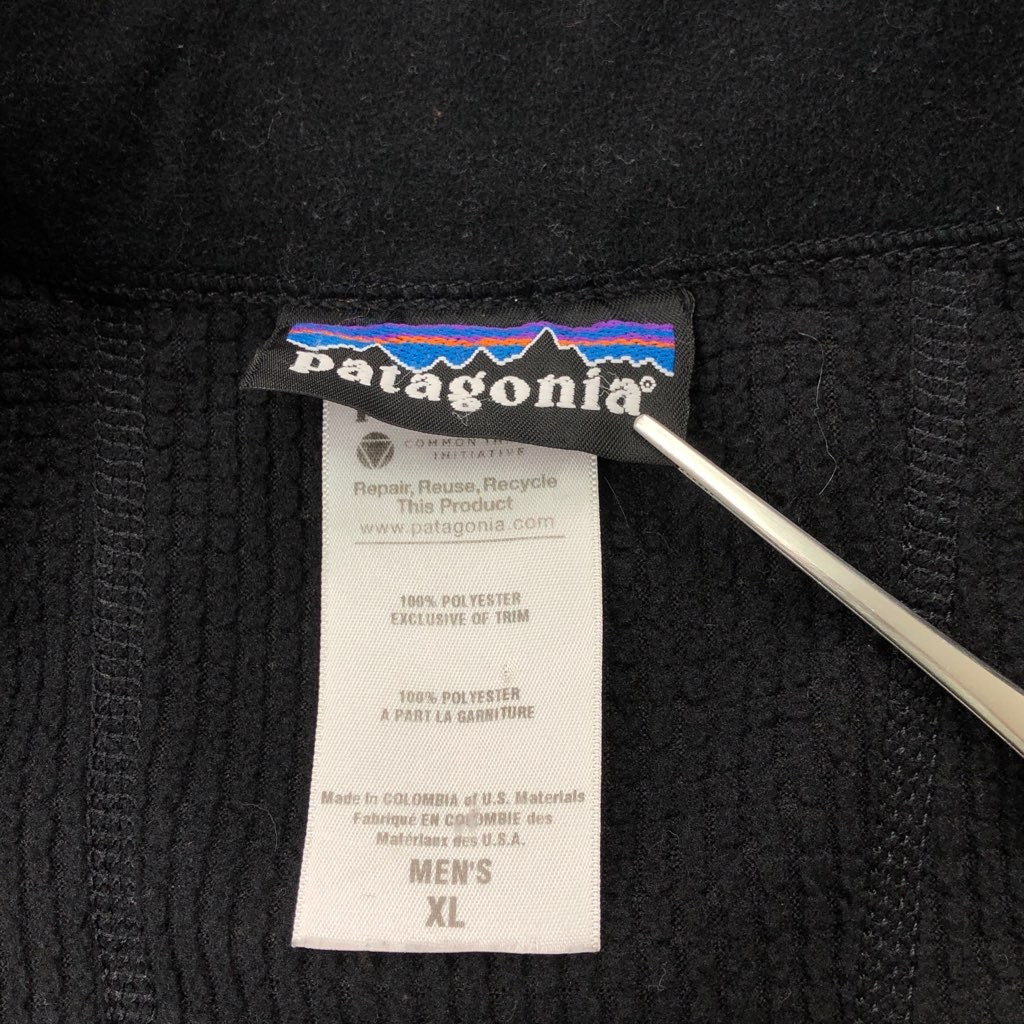 patagonia®
COMMON
INITIATIVE
Repair, Reuse, Recycle
This Product
www.patagonia.com
100% POLYESTER
EXCLUSIVE OF TRIM
100% POLYESTER
A PART LA GARNITURE
Made in COLOMBIA of U.S. Materials
Fabriqué EN COLOMBIE des
Matériaux des U.S.A.
MEN'S
XL